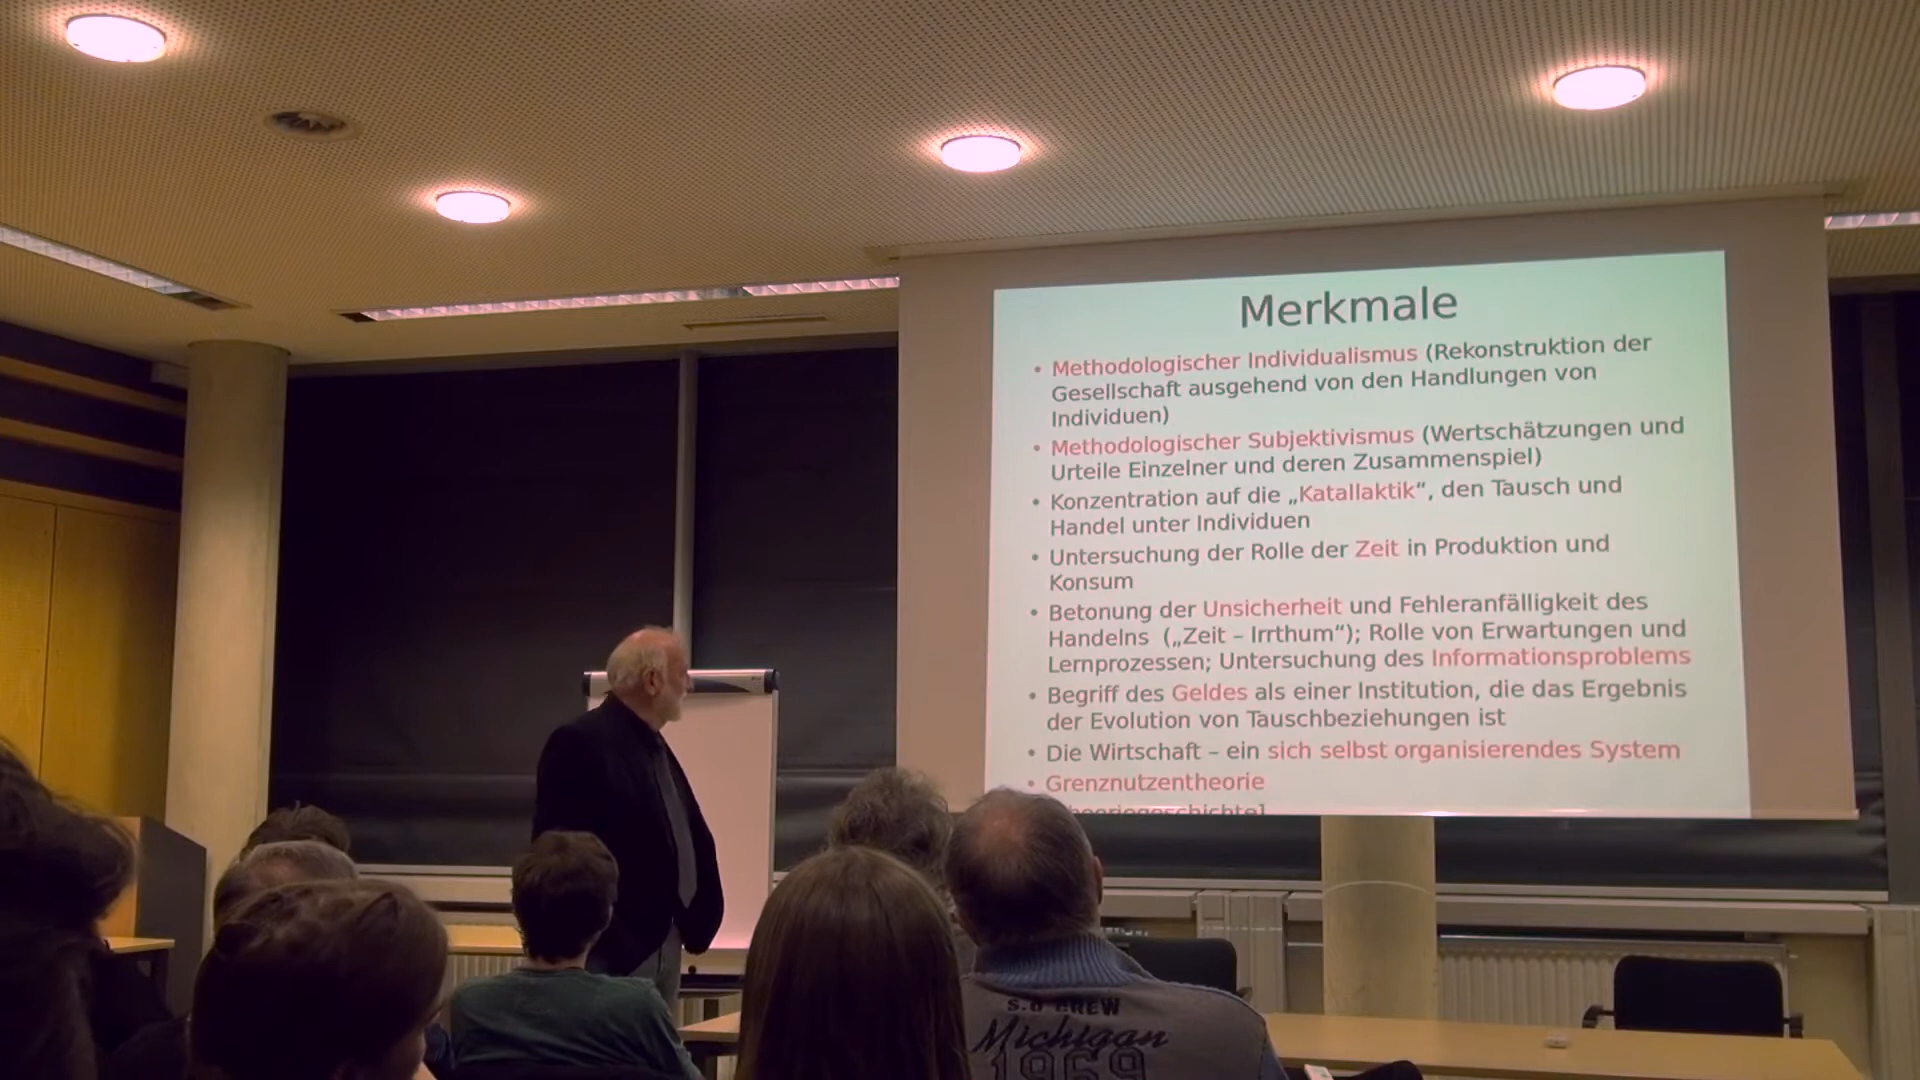 Merkmale
• Methodologischer Individualismus (Rekonstruktion der
Gesellschaft ausgehend von den Handlungen von
Individuen)
• Methodologischer Subjektivismus (Wertschätzungen und
Urteile Einzelner und deren Zusammenspiel)
• Konzentration auf die „Katallaktik“, den Tausch und
Handel unter Individuen
• Untersuchung der Rolle der Zeit in Produktion und
Konsum
• Betonung der Unsicherheit und Fehleranfälligkeit des
Handelns („Zeit – Irrthum“); Rolle von Erwartungen und
Lernprozessen; Untersuchung des Informationsproblems
• Begriff des Geldes als einer Institution, die das Ergebnis
der Evolution von Tauschbeziehungen ist
• Die Wirtschaft – ein sich selbst organisierendes System
• Grenznutzentheorie
CREW
Michigan
1969